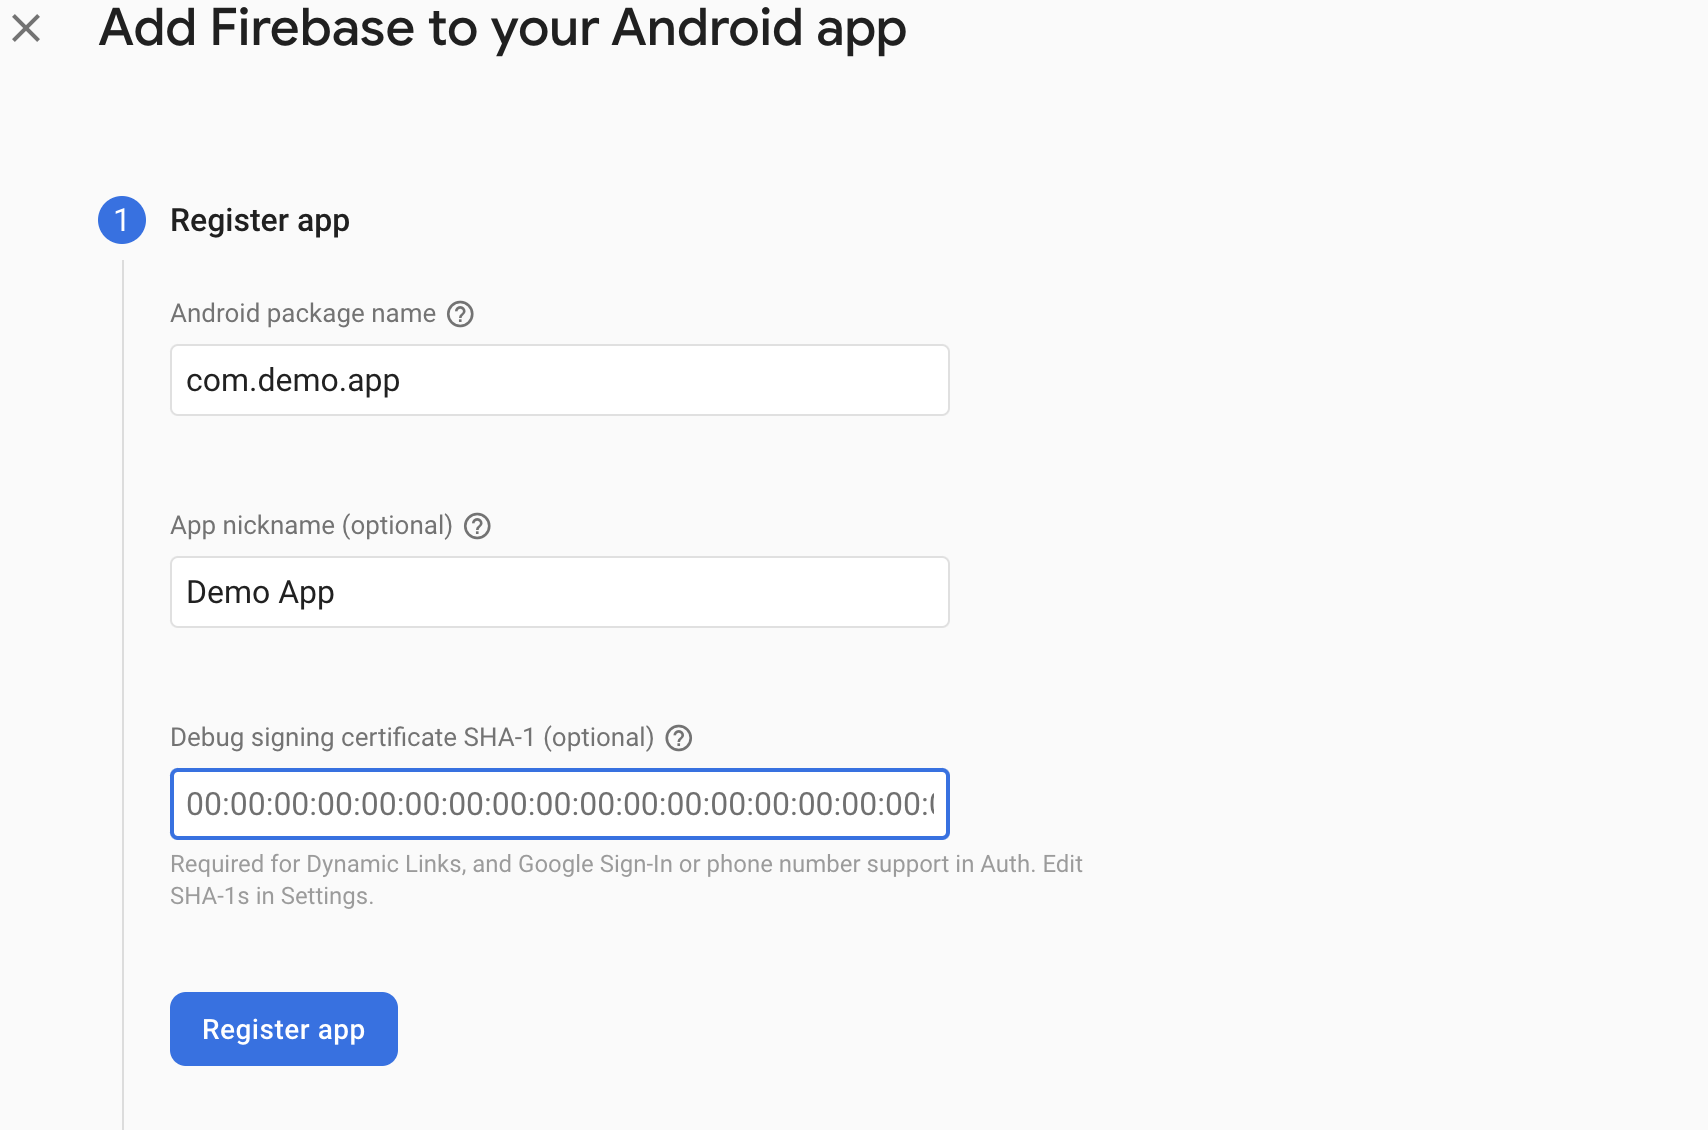 Add Firebase to your Android app
1 Register app
Android package name ?
com.demo.app
App nickname (optional) ?
Demo App
Debug signing certificate SHA-1 (optional) ?
00:00:00:00:00:00:00:00:00:00:00:00:00:00:00:00:00:0
Required for Dynamic Links, and Google Sign-In or phone number support in Auth. Edit
SHA-1s in Settings.
Register app